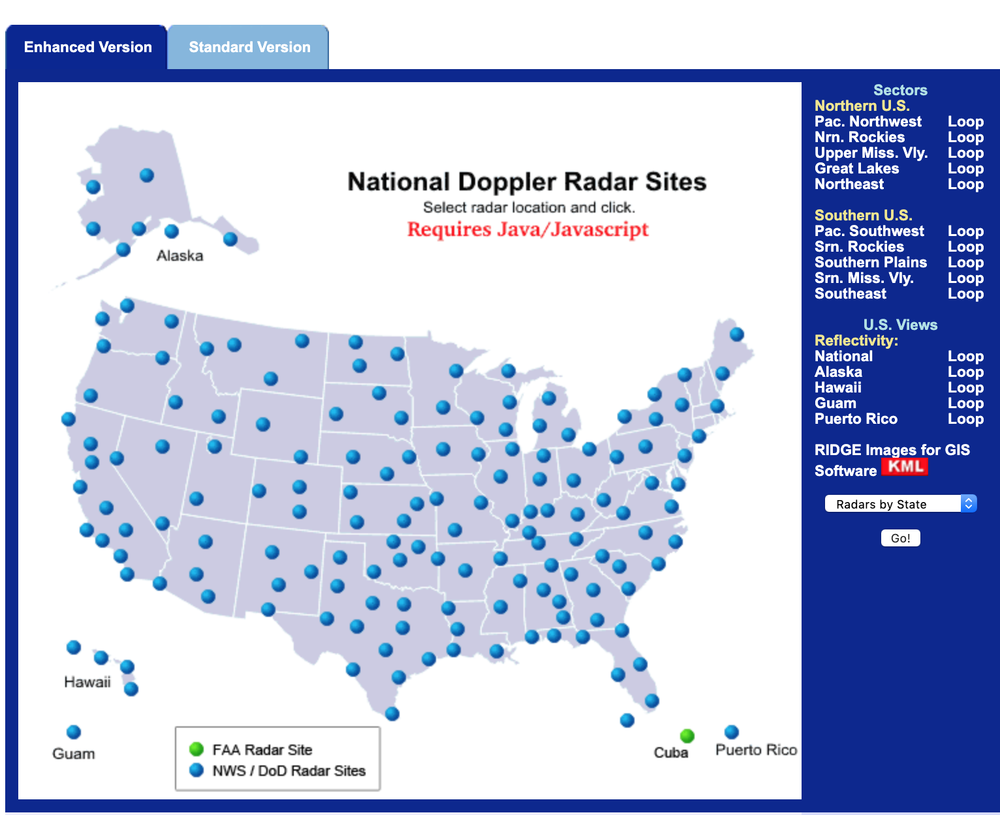 Enhanced Version
Standard Version
National Doppler Radar Sites
Select radar location and click.
Requires Java/Javascript
Alaska
Hawaii
Guam
FAA Radar Site
NWS / DoD Radar Sites
Cuba
Puerto Rico
Sectors
Northern U.S.
Pac. Northwest Loop
Nrn. Rockies Loop
Upper Miss. Vly. Loop
Great Lakes Loop
Northeast Loop
Southern U.S.
Pac. Southwest Loop
Srn. Rockies Loop
Southern Plains Loop
Srn. Miss. Vly. Loop
Southeast Loop
U.S. Views
Reflectivity:
National Loop
Alaska Loop
Hawaii Loop
Guam Loop
Puerto Rico Loop
RIDGE Images for GIS
Software KML
Radars by State
Go!